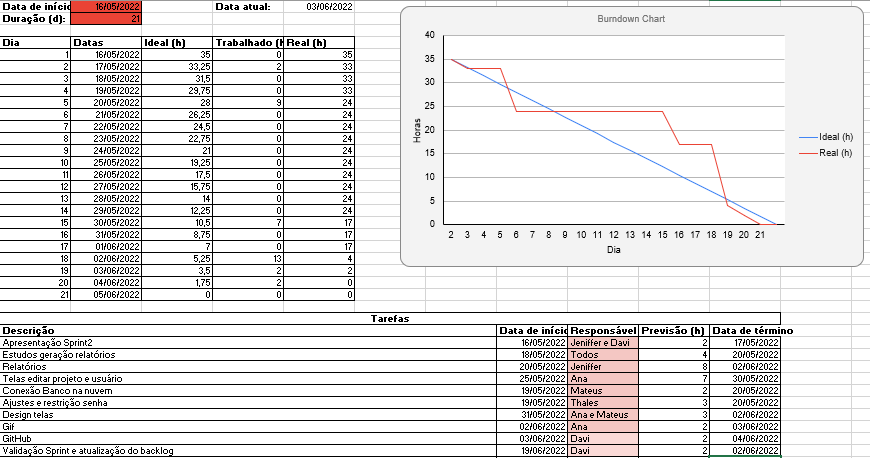 Data de iníci 16/05/2022 Data atual: 03/06/2022
Duração (d): 21
Dia Datas Ideal (h) Trabalhado (h Real (h)
1 16/05/2022 35 0 35
2 17/05/2022 33,25 2 33
3 18/05/2022 31,5 0 33
4 19/05/2022 29,75 0 33
5 20/05/2022 28 9 24
6 21/05/2022 26,25 0 24
7 22/05/2022 24,5 0 24
8 23/05/2022 22,75 0 24
9 24/05/2022 21 0 24
10 25/05/2022 19,25 0 24
11 26/05/2022 17,5 0 24
12 27/05/2022 15,75 0 24
13 28/05/2022 14 0 24
14 29/05/2022 12,25 0 24
15 30/05/2022 10,5 7 17
16 31/05/2022 8,75 0 17
17 01/06/2022 7 0 17
18 02/06/2022 5,25 13 4
19 03/06/2022 3,5 2 2
20 04/06/2022 1,75 2 0
21 05/06/2022 0 0 0
Burndown Chart
40
35
30
25
20
15
10
5
0
Horas
2 3 4 5 6 7 8 9 10 11 12 13 14 15 16 17 18 19 20 21
Dia
Ideal (h)
Real (h)
Tarefas
Descrição Data de iníci Responsável Previsão (h) Data de término
Apresentação Sprint2 16/05/2022 Jeniffer e Davi 2 17/05/2022
Estudos geração relatórios 18/05/2022 Todos 4 20/05/2022
Relatórios 20/05/2022 Jeniffer 8 02/06/2022
Telas editar projeto e usuário 25/05/2022 Ana 7 30/05/2022
Conexão Banco na nuvem 19/05/2022 Mateus 2 20/05/2022
Ajustes e restrição senha 19/05/2022 Thales 3 20/05/2022
Design telas 31/05/2022 Ana e Mateus 3 02/06/2022
Gif 02/06/2022 Ana 2 03/06/2022
GitHub 03/06/2022 Davi 2 04/06/2022
Validação Sprint e atualização do backlog 19/06/2022 Davi 2 02/06/2022